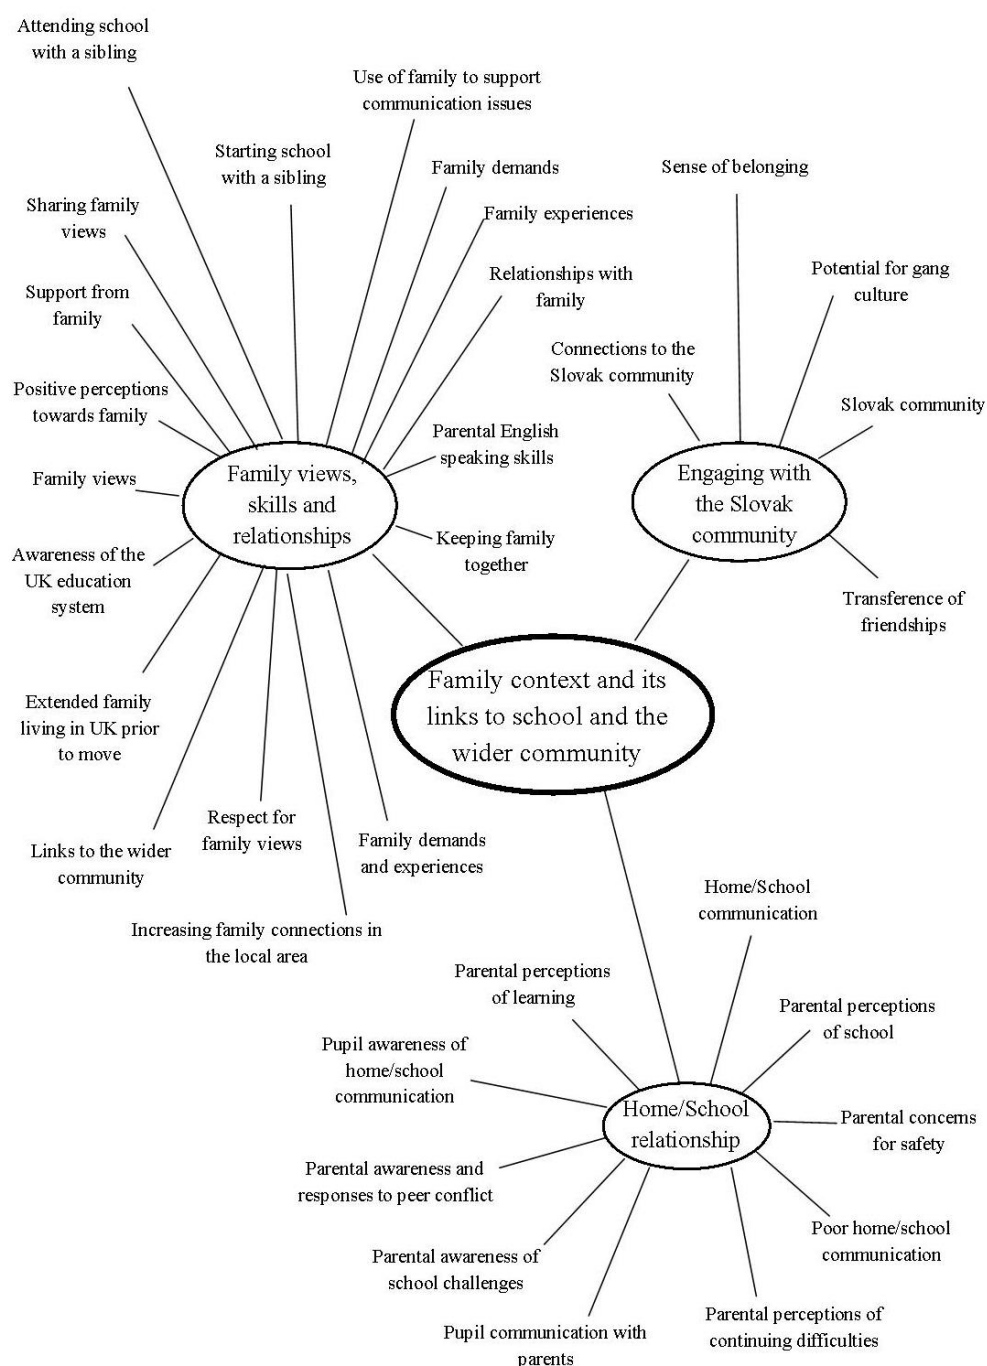 Attending school
with a sibling
Use of family to support
communication issues
Starting school
with a sibling
Family demands
Sense of belonging
Sharing family
views
Family experiences
Relationships with
family
Potential for gang
culture
Support from
family
Connections to the
Slovak community
Positive perceptions
towards family
Slovak community
Parental English
speaking skills
Family views
Family views,
skills and
relationships
Engaging with
the Slovak
community
Keeping family
together
Awareness of the
UK education
system
Transference of
friendships
Family context and its
links to school and the
wider community
Extended family
living in UK prior
to move
Respect for
family views
Family demands
and experiences
Links to the wider
community
Increasing family connections in
the local area
Home/School
communication
Parental perceptions
of learning
Parental perceptions
of school
Pupil awareness of
home/school
communication
Home/School
relationship
Parental concerns
for safety
Parental awareness and
responses to peer conflict
Poor home/school
communication
Parental awareness of
school challenges
Parental perceptions of
continuing difficulties
Pupil communication with
parents